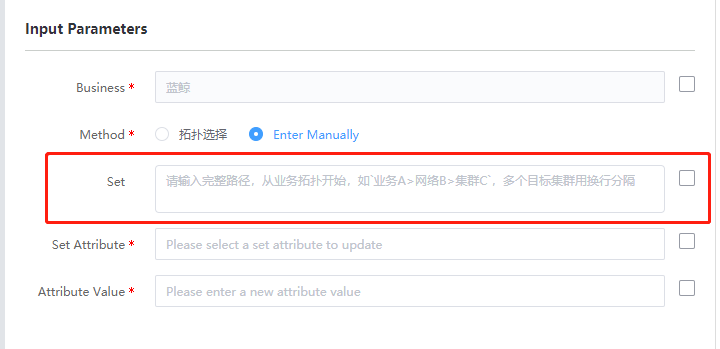 Input Parameters
Business * 蓝鲸
Method * 拓扑选择 Enter Manually
Set 请输入完整路径，从业务拓扑开始，如`业务A>网络B>集群C`，多个目标集群用换行分隔
Set Attribute * Please select a set attribute to update
Attribute Value * Please enter a new attribute value